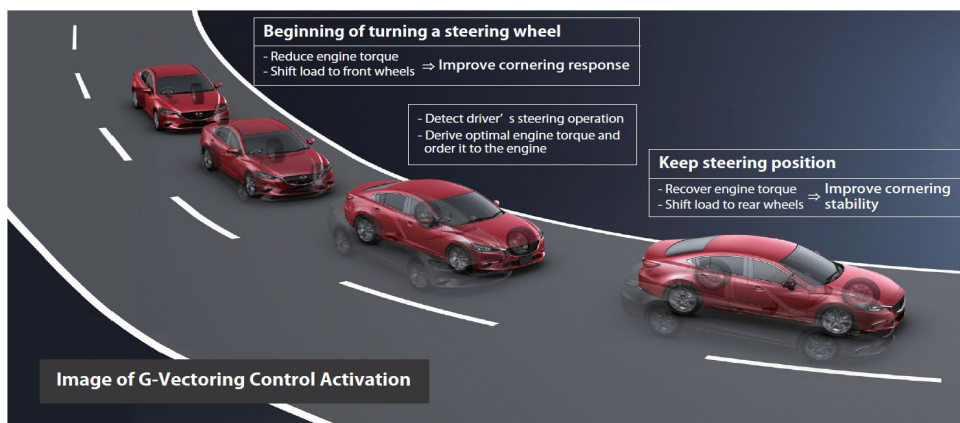 Beginning of turning a steering wheel
- Reduce engine torque
- Shift load to front wheels ⇒ Improve cornering response
- Detect driver’ s steering operation
- Derive optimal engine torque and
order it to the engine
Keep steering position
- Recover engine torque
- Shift load to rear wheels ⇒ Improve cornering
stability
Image of G-Vectoring Control Activation